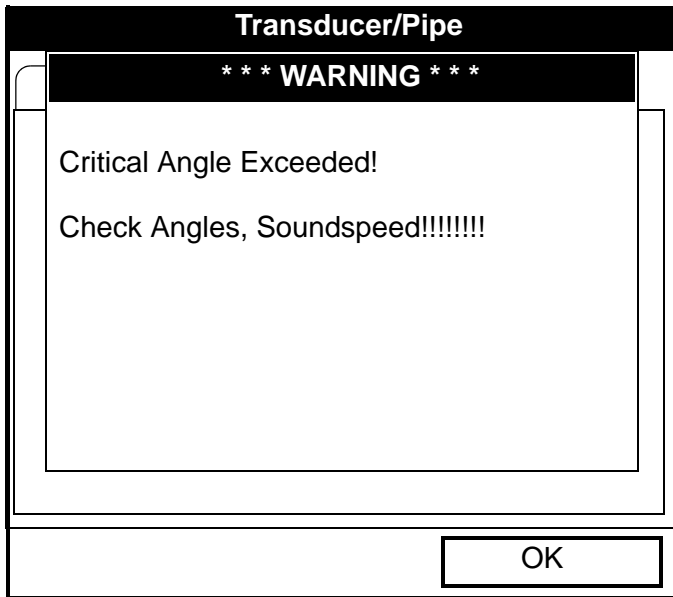 Transducer/Pipe
* * * WARNING * * *
Critical Angle Exceeded!
Check Angles, Soundspeed!!!!!!!!
OK